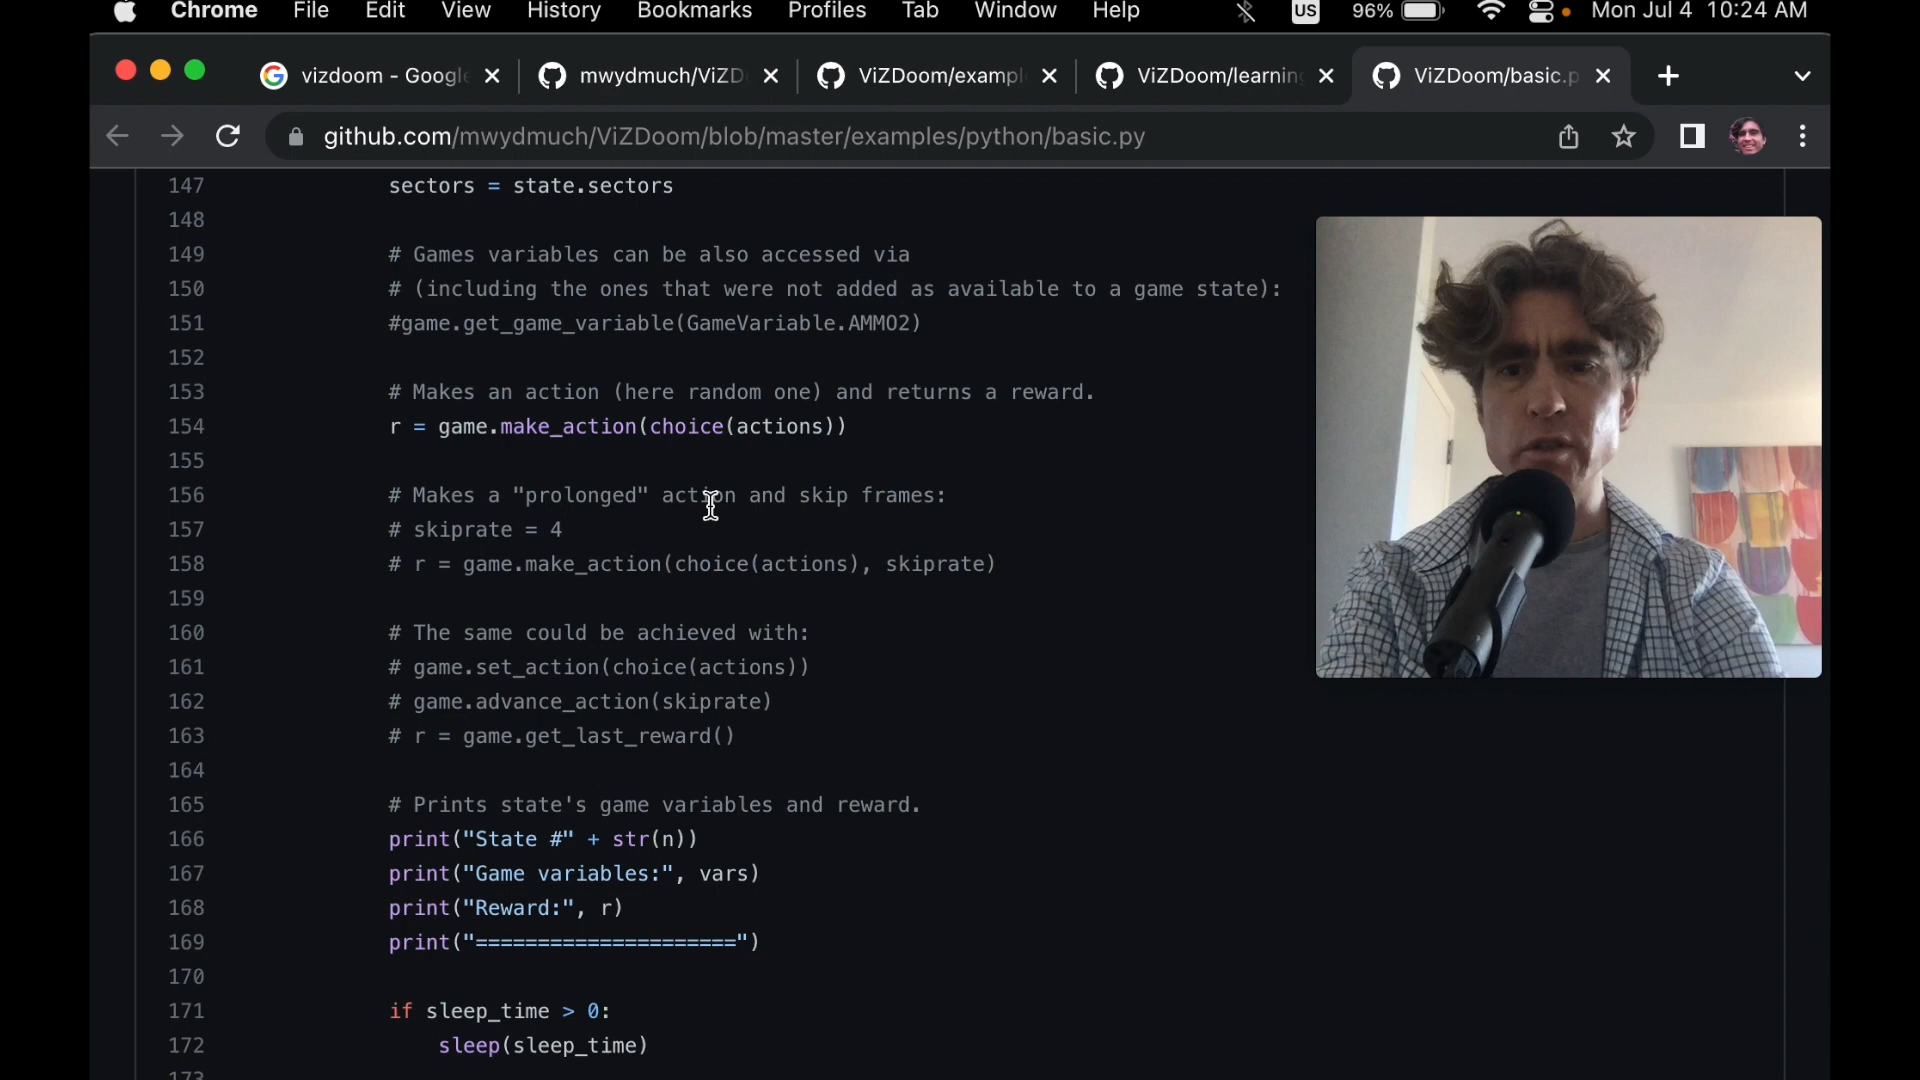 Chrome File Edit View History Bookmarks Profiles Tab Window Help US 96% Mon Jul 4 10:24 AM
vizdoom - Google mwydmuch/ViZD ViZDoom/exampl ViZDoom/learning ViZDoom/basic.p
github.com/mwydmuch/ViZDoom/blob/master/examples/python/basic.py
147 sectors = state.sectors
148
149 # Games variables can be also accessed via
150 # (including the ones that were not added as available to a game state):
151 #game.get_game_variable(GameVariable.AMMO2)
152
153 # Makes an action (here random one) and returns a reward.
154 r = game.make_action(choice(actions))
155
156 # Makes a "prolonged" action and skip frames:
157 # skiprate = 4
158 # r = game.make_action(choice(actions), skiprate)
159
160 # The same could be achieved with:
161 # game.set_action(choice(actions))
162 # game.advance_action(skiprate)
163 # r = game.get_last_reward()
164
165 # Prints state's game variables and reward.
166 print("State #" + str(n))
167 print("Game variables:", vars)
168 print("Reward:", r)
169 print("=====================")
170
171 if sleep_time > 0:
172 sleep(sleep_time)
173